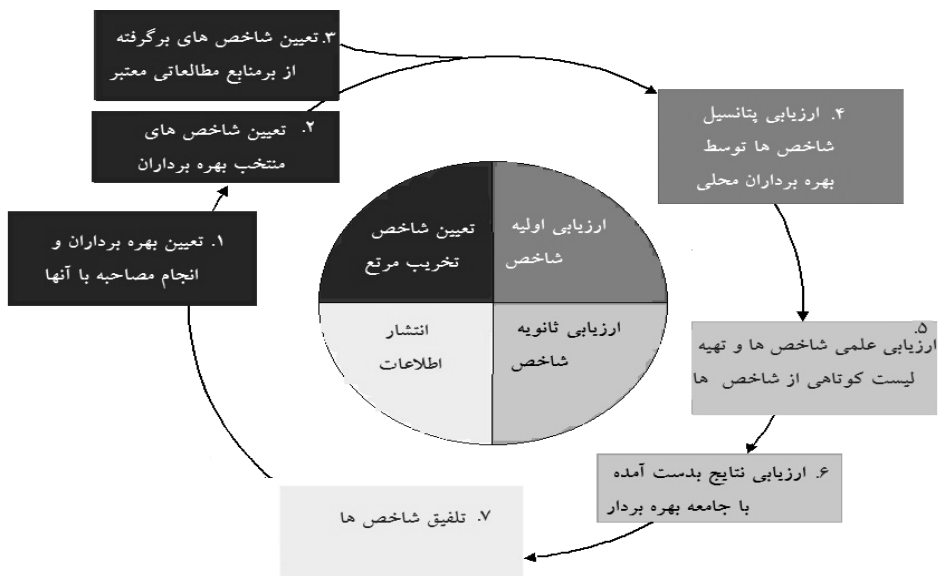 ۳. تعیین شاخص های برگرفته
از برمنابع مطالعاتی معتبر
۲. تعیین شاخص های
منتخب بهره برداران
۱. تعیین بهره برداران و
انجام مصاحبه با آنها
۴. ارزیابی پتانسیل
شاخص ها توسط
بهره برداران محلی
۵.
ارزیابی علمی شاخص ها و تهیه
لیست کوتاهی از شاخص ها
۶. ارزیابی نتایج بدست آمده
با جامعه بهره بردار
۷. تلفیق شاخص ها
تعیین شاخص
تخریب مرتع
ارزیابی اولیه
شاخص
ارزیابی ثانویه
شاخص
انتشار
اطلاعات